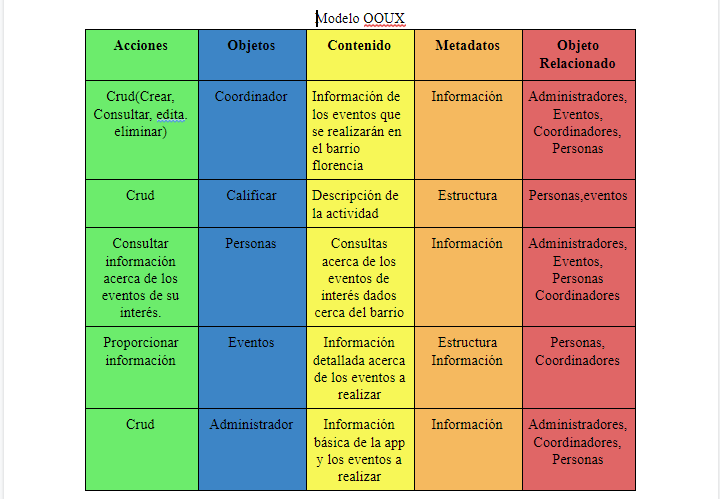 Modelo OOUX
Acciones
Objetos
Contenido
Metadatos
Objeto
Relacionado
Crud(Crear,
Consultar, edita.
eliminar)
Coordinador
Información de
los eventos que
se realizarán en
el barrio
florencia
Información
Administradores,
Eventos,
Coordinadores,
Personas
Crud
Calificar
Descripción de
la actividad
Estructura
Personas,eventos
Consultar
información
acerca de los
eventos de su
interés.
Personas
Consultas
acerca de los
eventos de
interés dados
cerca del barrio
Información
Administradores,
Eventos,
Personas
Coordinadores
Proporcionar
información
Eventos
Información
detallada acerca
de los eventos a
realizar
Estructura
Información
Personas,
Coordinadores
Crud
Administrador
Información
básica de la app
y los eventos a
realizar
Información
Administradores,
Coordinadores,
Personas